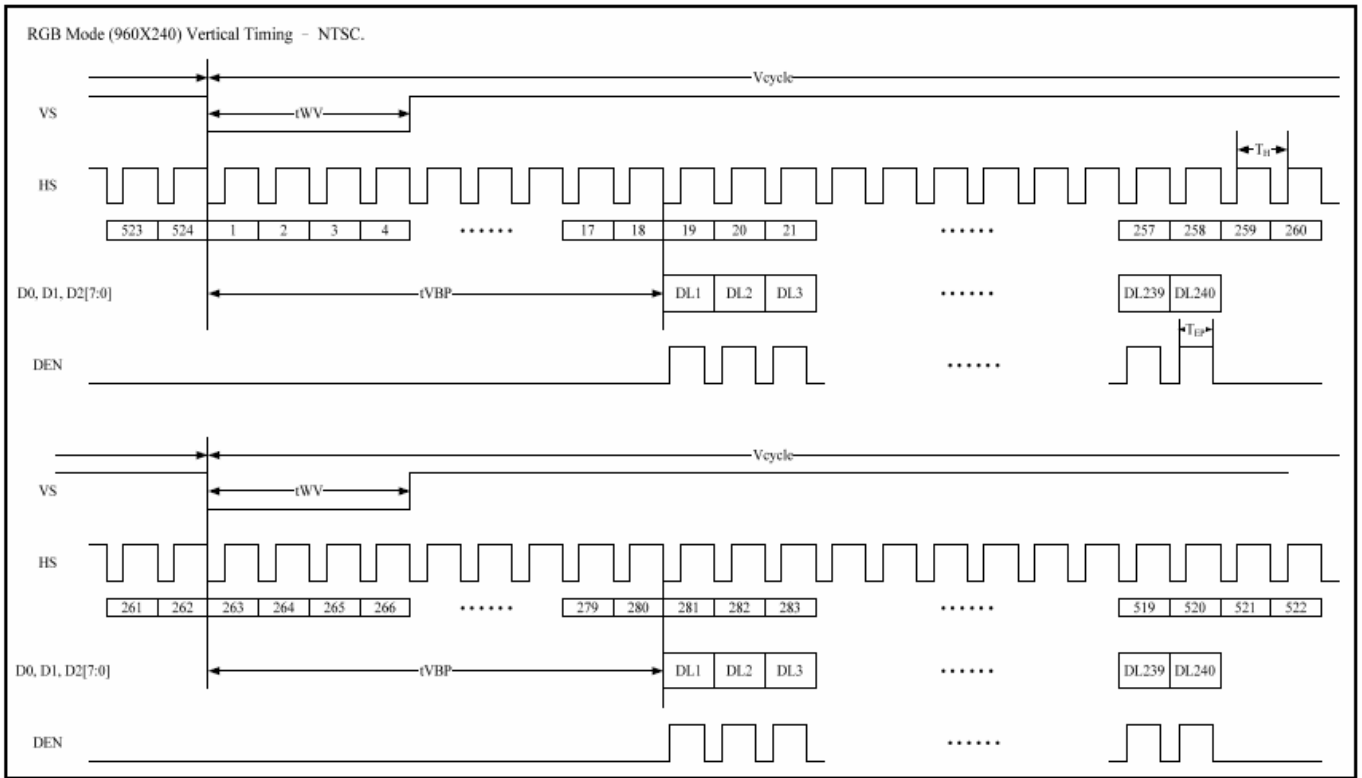 RGB Mode (960X240) Vertical Timing – NTSC.
Vcycle
VS
tWV
TH
HS
523 524 1 2 3 4 ...... 17 18 19 20 21 ...... 257 258 259 260
D0, D1, D2[7:0]
tVBP
DL1 DL2 DL3 ...... DL239 DL240
TEP
DEN
......
Vcycle
VS
tWV
HS
261 262 263 264 265 266 ...... 279 280 281 282 283 ...... 519 520 521 522
D0, D1, D2[7:0]
tVBP
DL1 DL2 DL3 ...... DL239 DL240
DEN
......